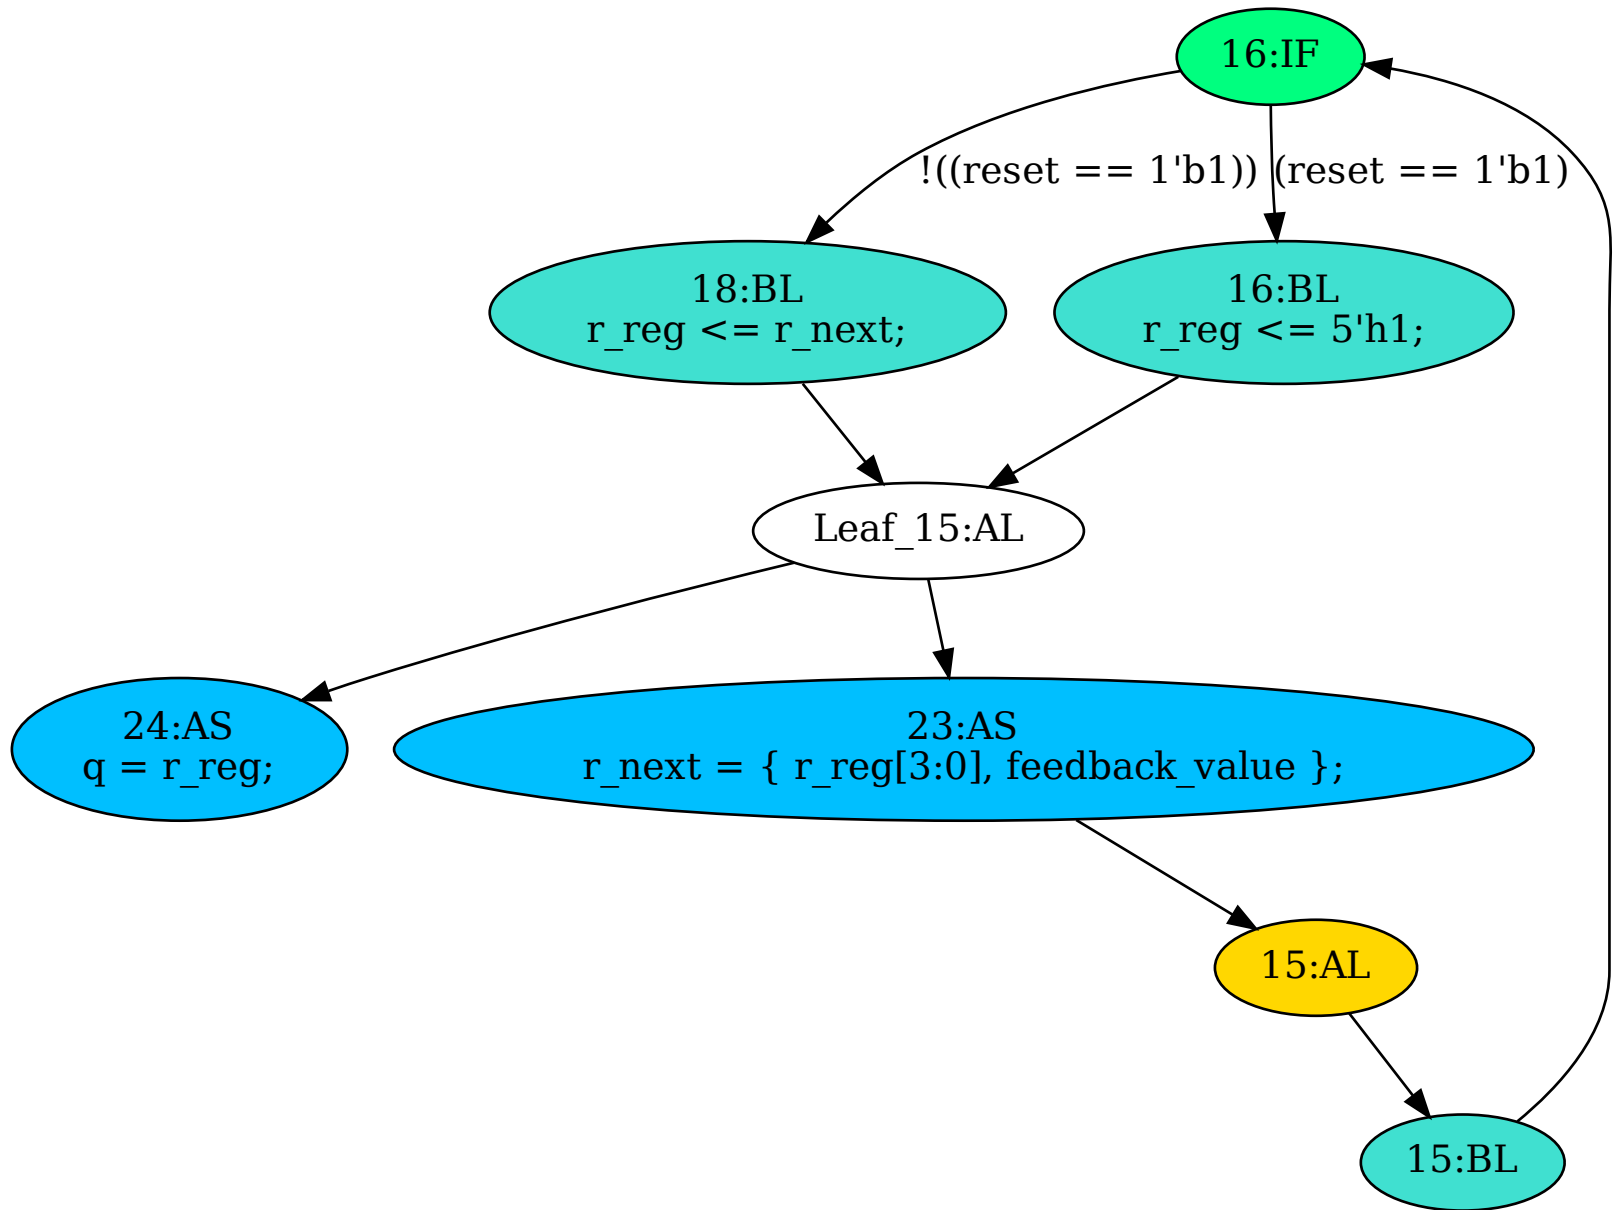 16:IF
!((reset == 1'b1))
(reset == 1'b1)
18:BL
r_reg <= r_next;
16:BL
r_reg <= 5'h1;
Leaf_15:AL
24:AS
q = r_reg;
23:AS
r_next = { r_reg[3:0], feedback_value };
15:AL
15:BL